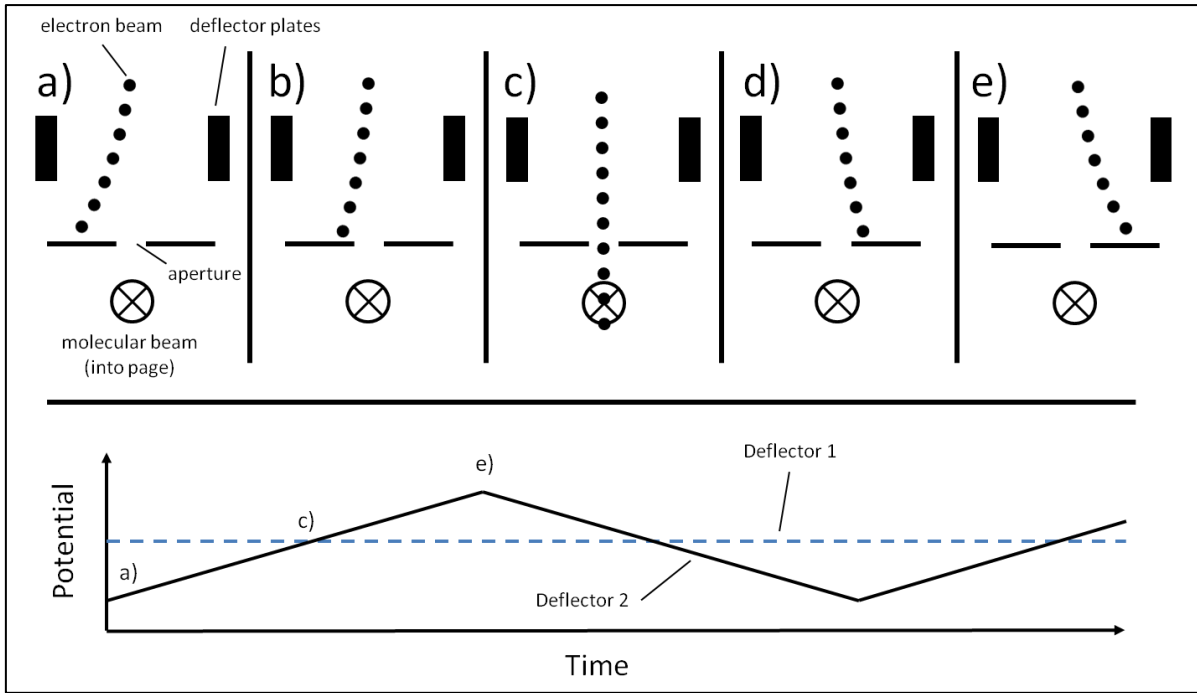 electron beam
deflector plates
a)
b)
c)
d)
e)
aperture
molecular beam
(into page)
Deflector 1
e)
c)
a)
Deflector 2
Potential
Time